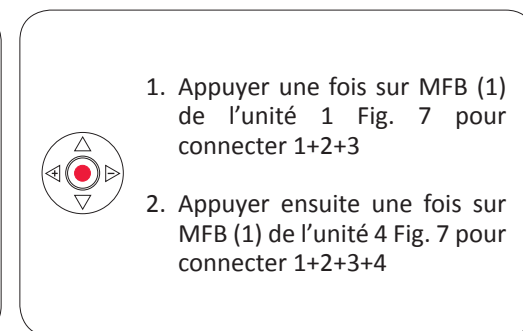 1. Appuyer une fois sur MFB (1)
de l’unité 1 Fig. 7 pour
connecter 1+2+3
2. Appuyer ensuite une fois sur
MFB (1) de l’unité 4 Fig. 7 pour
connecter 1+2+3+4
+
-